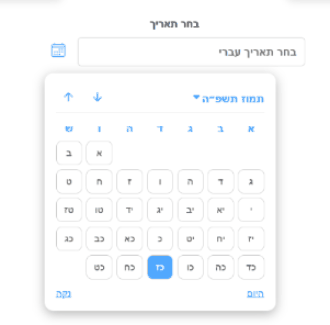 בחר תאריך
בחר תאריך עברי
תמוז תשפ״ה
א ב ג ד ה ו ש
א ב
ג ד ה ו ז ח ט
י יא יב יג יד טו טז
יז יח יט כ כא כב כג
כד כה כו כז כח כט
היום נקה